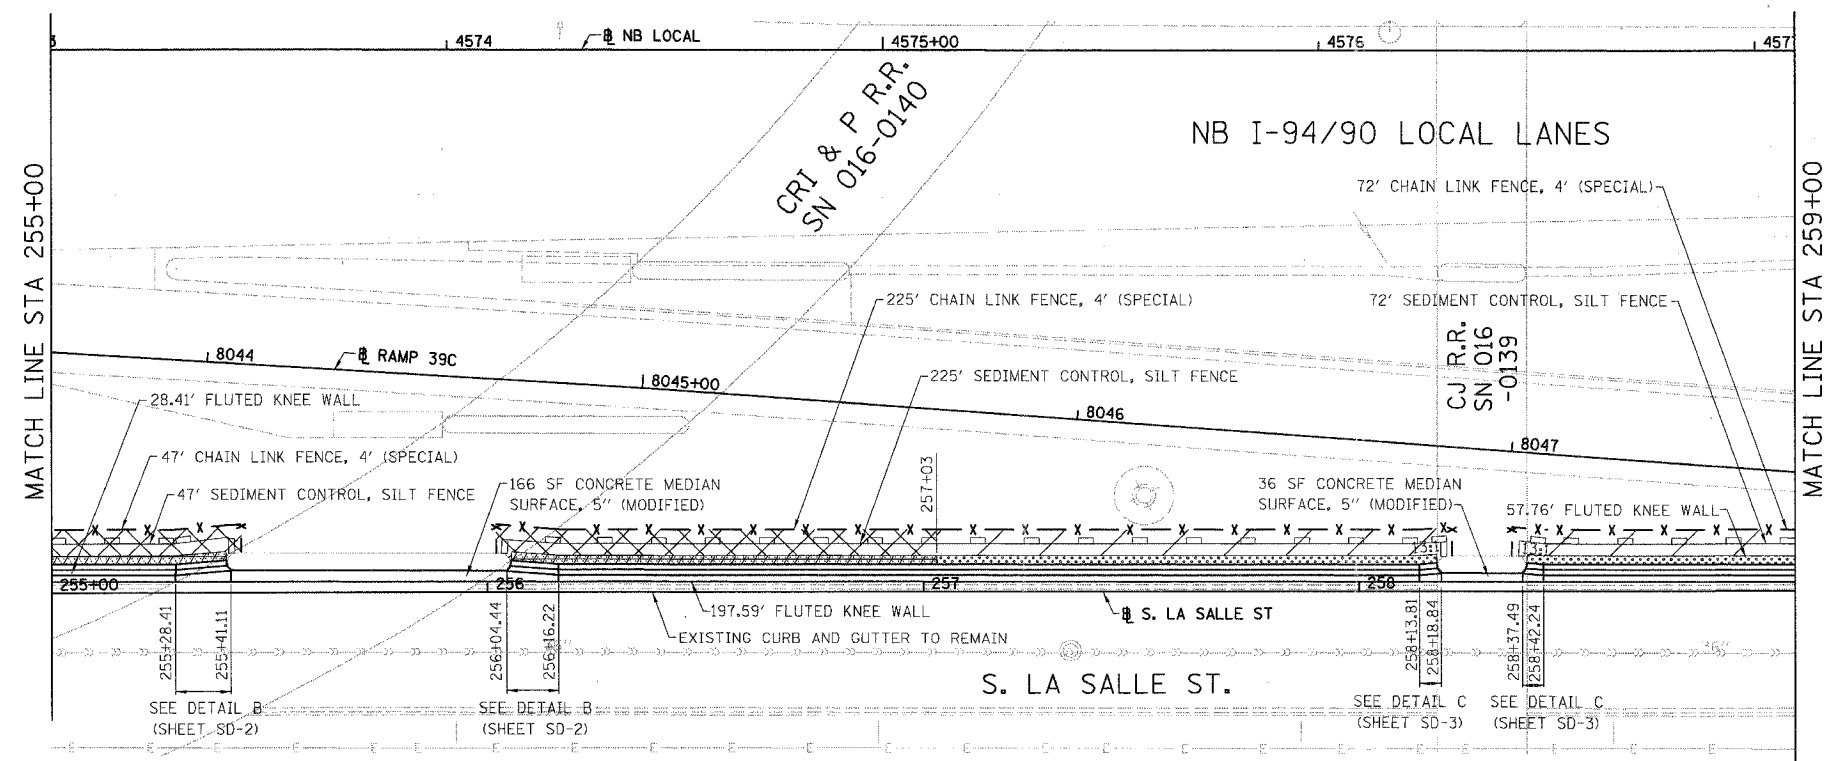 3
4574
℄ NB LOCAL
4575+00
4576
4577
CRI & P R.R.
SN 016-0140
NB I-94/90 LOCAL LANES
72' CHAIN LINK FENCE, 4' (SPECIAL)
MATCH LINE STA 255+00
MATCH LINE STA 259+00
225' CHAIN LINK FENCE, 4' (SPECIAL)
72' SEDIMENT CONTROL, SILT FENCE
CJ R.R.
SN 016
-0139
8044
℄ RAMP 39C
8045+00
225' SEDIMENT CONTROL, SILT FENCE
8046
8047
28.41' FLUTED KNEE WALL
47' CHAIN LINK FENCE, 4' (SPECIAL)
47' SEDIMENT CONTROL, SILT FENCE
166 SF CONCRETE MEDIAN
SURFACE, 5" (MODIFIED)
257+03
36 SF CONCRETE MEDIAN
SURFACE, 5" (MODIFIED)
57.76' FLUTED KNEE WALL
255+00
256
257
258
197.59' FLUTED KNEE WALL
℄ S. LA SALLE ST
EXISTING CURB AND GUTTER TO REMAIN
255+28.41
255+41.11
256+04.44
256+16.22
258+13.81
258+18.84
258+37.49
258+42.24
S. LA SALLE ST.
SEE DETAIL B
(SHEET SD-2)
SEE DETAIL B
(SHEET SD-2)
SEE DETAIL C
(SHEET SD-3)
SEE DETAIL C
(SHEET SD-3)